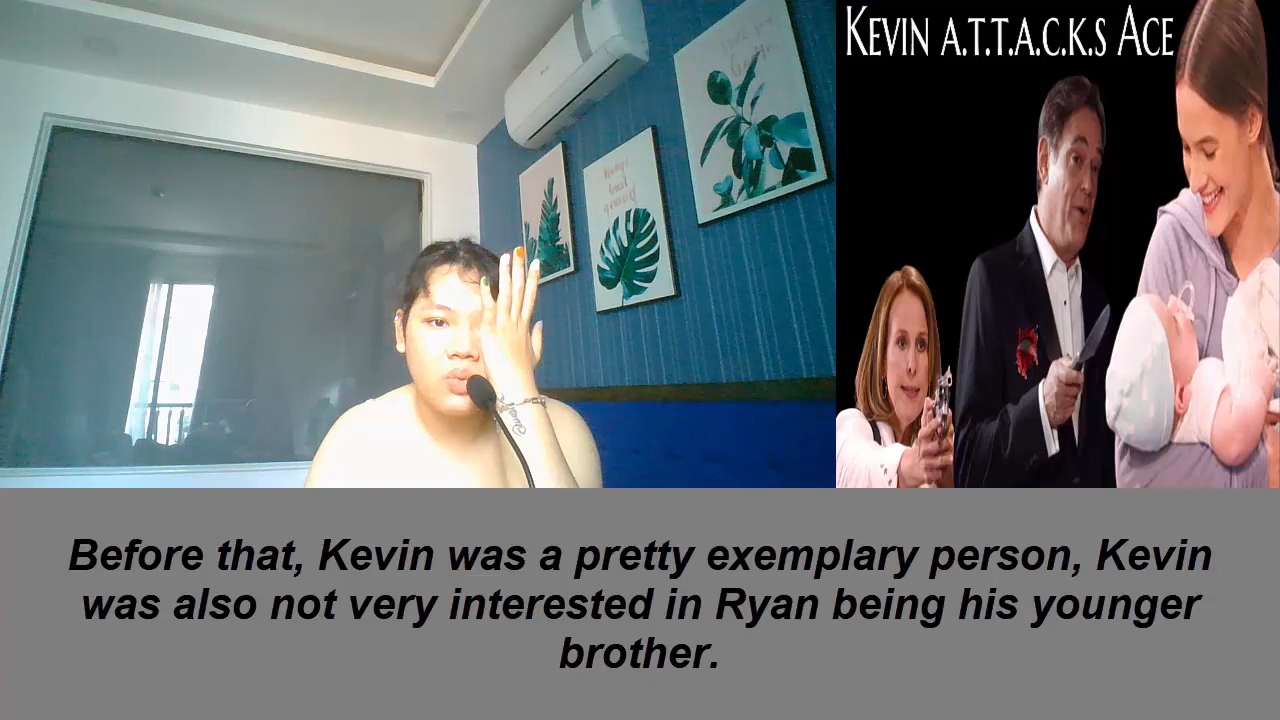 KEVIN A.T.T.A.C.K.S ACE
Before that, Kevin was a pretty exemplary person, Kevin
was also not very interested in Ryan being his younger
brother.